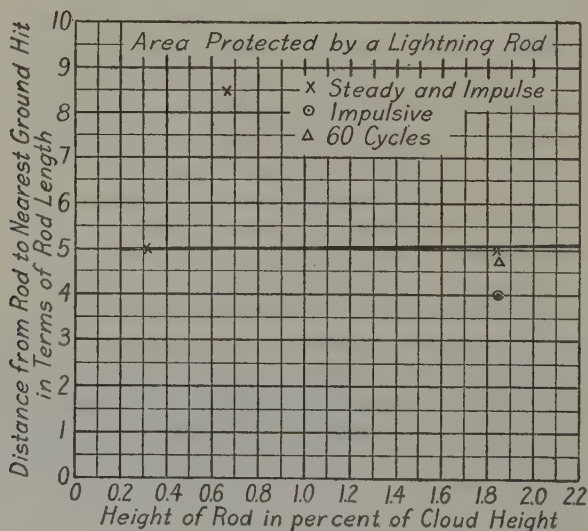 Area Protected by a Lightning Rod
x Steady and Impulse
⊙ Impulsive
△ 60 Cycles
Distance from Rod to Nearest Ground Hit
in Terms of Rod Length
10
9
8
7
6
5
4
3
2
1
0
0 0.2 0.4 0.6 0.8 1.0 1.2 1.4 1.6 1.8 2.0 2.2
Height of Rod in percent of Cloud Height